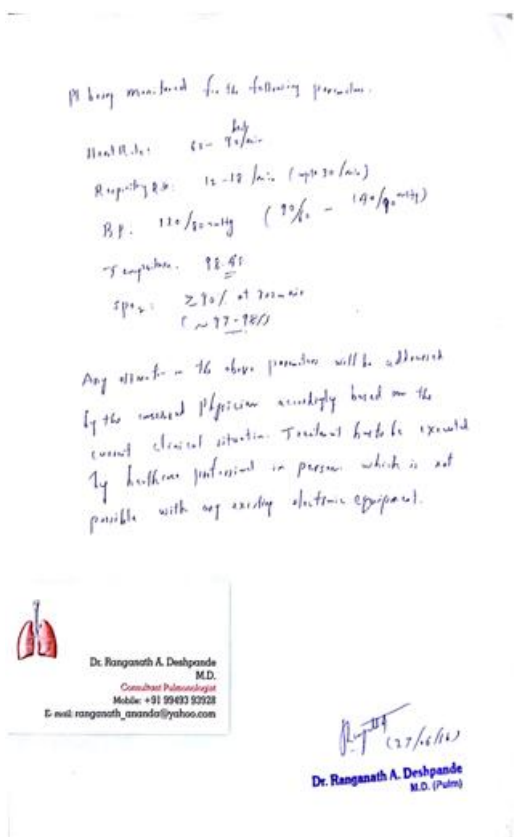 Pt being monitored for the following parameters.
Heart Rate: 60- 90/min
beats
Respiratory Rate: 12-18 /min (upto 30/min)
BP. 120/80 mmHg ( 90/60 - 140/90 mmHg)
Temperature. 98.
SpO2: ≥90% at room air
(~97-98%)
Any alteration in the above parameters will be addressed
by the concerned Physician accordingly based on the
current clinical situation. Treatment has to be executed
by healthcare professional in person which is not
possible with any existing electronic equipment.
Dr. Ranganath A. Deshpande
M.D.
Consultant Pulmonologist
Mobile: +91 99493 93928
E- mail: ranganath_ananda@yahoo.com
(27/06/16)
Dr. Ranganath A. Deshpande
M.D. (Pulm)